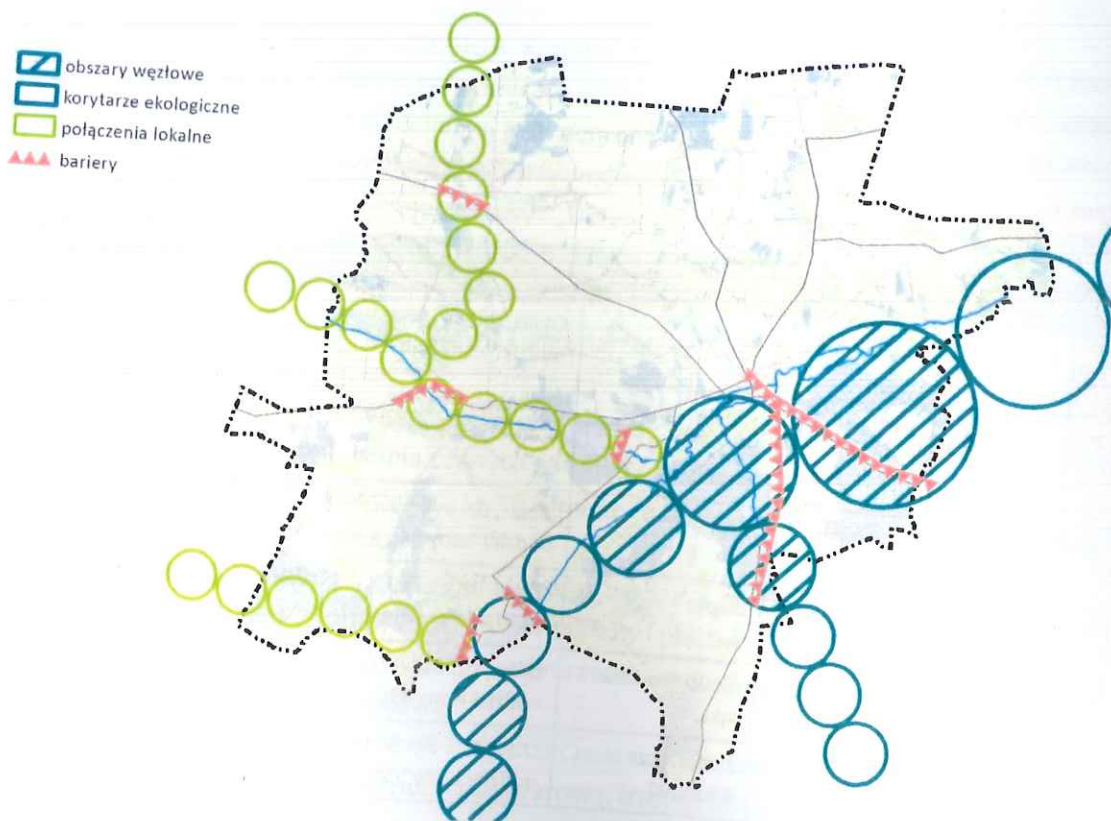 obszary węzłowe
korytarze ekologiczne
połączenia lokalne
bariery